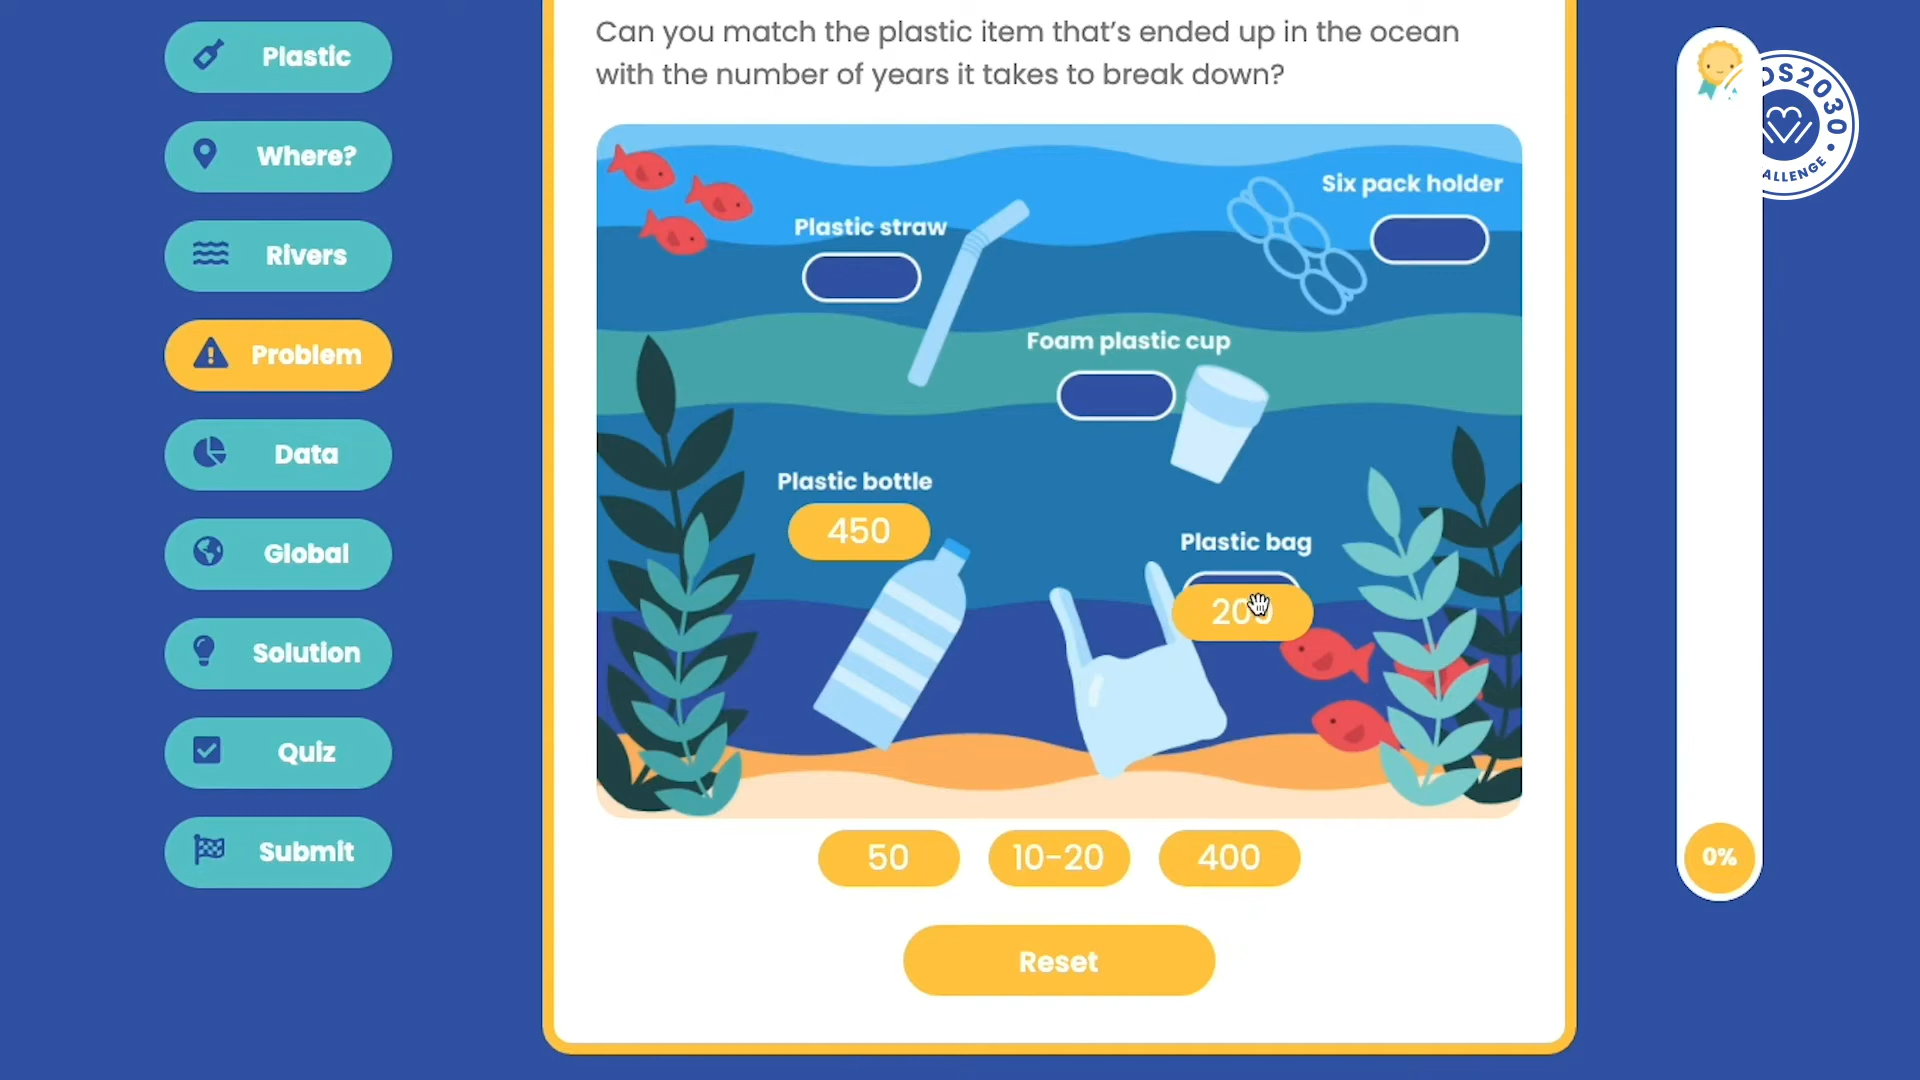 Can you match the plastic item that's ended up in the ocean
with the number of years it takes to break down?
Plastic
Where?
Rivers
Problem
Data
Global
Solution
Quiz
Submit
Six pack holder
Plastic straw
Foam plastic cup
Plastic bottle
450
Plastic bag
50
10-20
400
Reset
0%